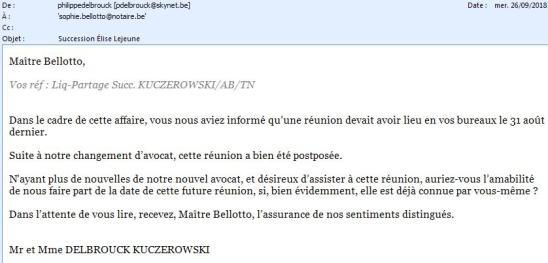 De : philippedelbrouck [pdelbrouck@skynet.be] Date : mer. 26/09/2018
À : 'sophie.bellotto@notaire.be'
Cc :
Objet : Succession Élise Lejeune
Maître Bellotto,
Vos réf : Liq-Partage Succ. KUCZEROWSKI/AB/TN
Dans le cadre de cette affaire, vous nous aviez informé qu'une réunion devait avoir lieu en vos bureaux le 31 août
dernier.
Suite à notre changement d'avocat, cette réunion a bien été postposée.
N'ayant plus de nouvelles de notre nouvel avocat, et désireux d'assister à cette réunion, auriez-vous l'amabilité
de nous faire part de la date de cette future réunion, si, bien évidemment, elle est déjà connue par vous-même ?
Dans l'attente de vous lire, recevez, Maître Bellotto, l'assurance de nos sentiments distingués.
Mr et Mme DELBROUCK KUCZEROWSKI